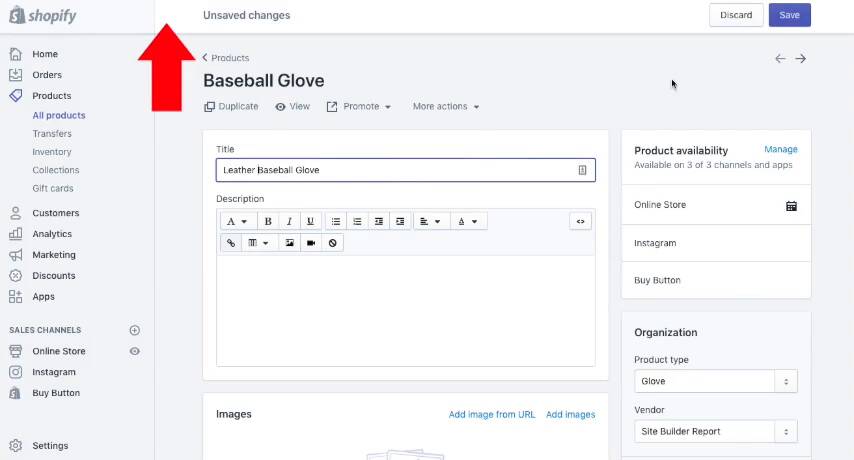 shopify
Unsaved changes
Discard
Save
Home
Orders
Products
All products
Transfers
Inventory
Collections
Gift cards
Customers
Analytics
Marketing
Discounts
Apps
SALES CHANNELS
Online Store
Instagram
Buy Button
Settings
Products
Baseball Glove
Duplicate View Promote More actions
Title
Leather Baseball Glove
Description
A B I U A <>
Images Add image from URL Add images
Product availability Manage
Available on 3 of 3 channels and apps
Online Store
Instagram
Buy Button
Organization
Product type
Glove
Vendor
Site Builder Report